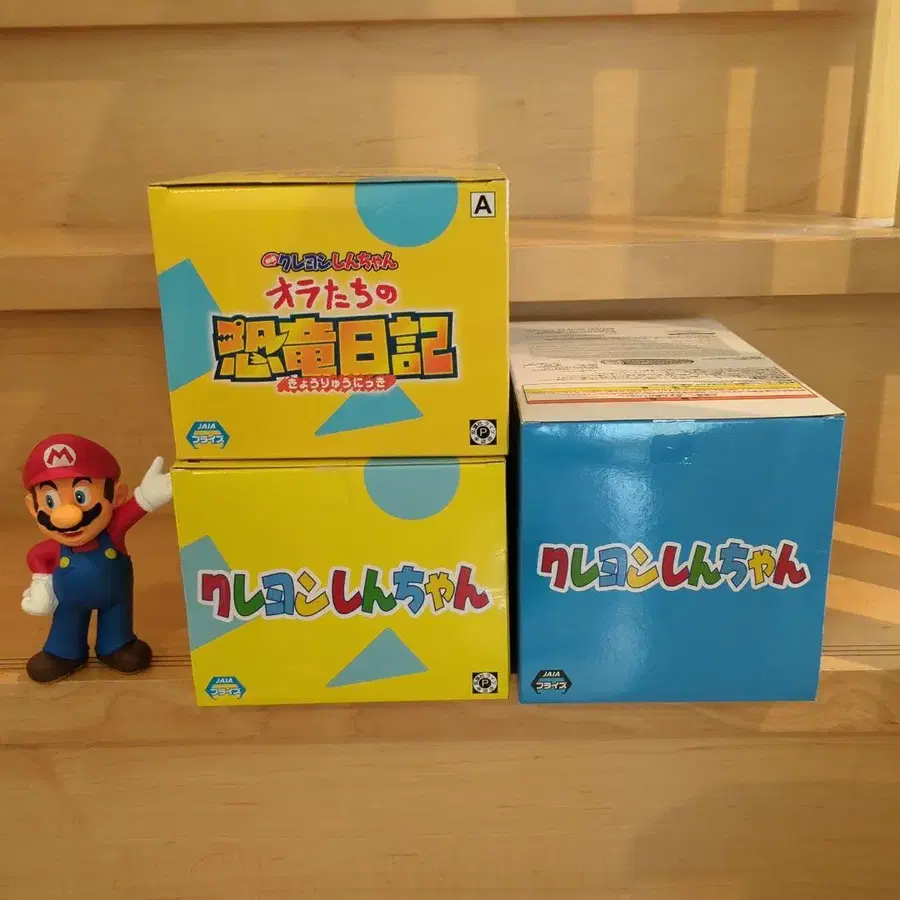 A
映画 クレヨンしんちゃん
オラたちの
恐竜日記
きょうりゅうにっき
JAIA
プライズ
P
クレヨンしんちゃん
JAIA
プライズ
P
クレヨンしんちゃん
JAIA
プライズ
M